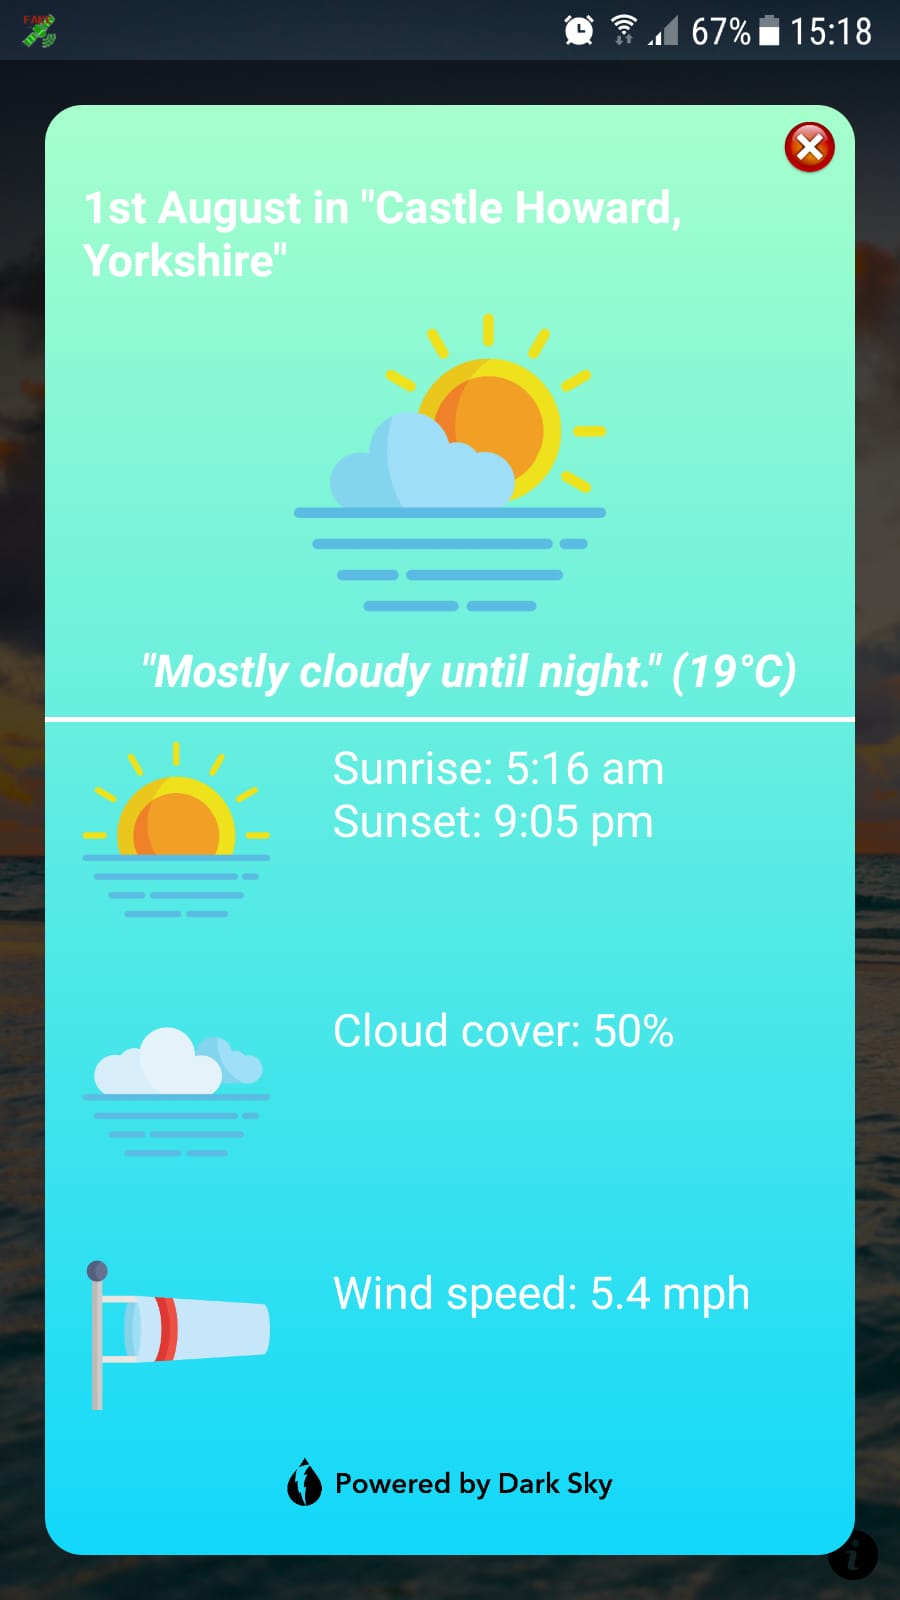 FAKE
67% 15:18
1st August in "Castle Howard,
Yorkshire"
"Mostly cloudy until night." (19°C)
Sunrise: 5:16 am
Sunset: 9:05 pm
Cloud cover: 50%
Wind speed: 5.4 mph
Powered by Dark Sky
i